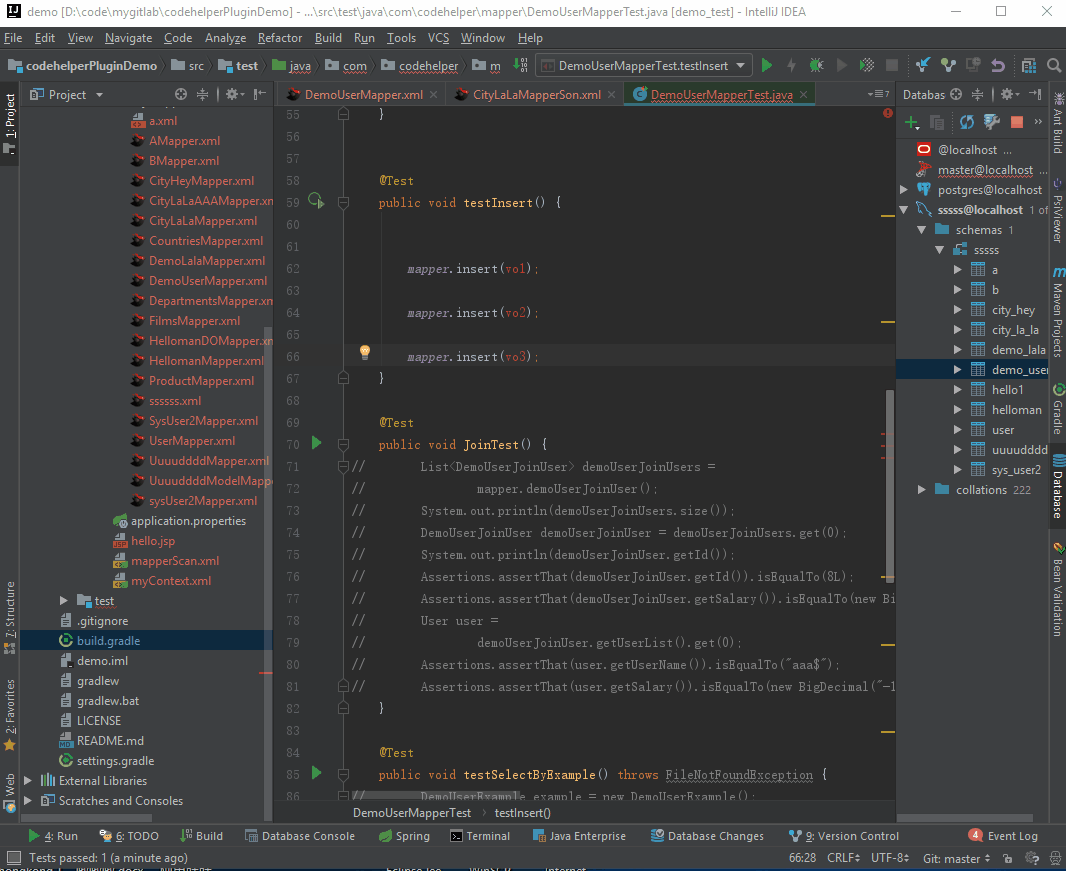 demo [D:\code\mygitlab\codehelperPluginDemo] - ...\src\test\java\com\codehelper\mapper\DemoUserMapperTest.java [demo_test] - IntelliJ IDEA
File Edit View Navigate Code Analyze Refactor Build Run Tools VCS Window Help
codehelperPluginDemo src test java com codehelper m DemoUserMapperTest.testInsert
Project
DemoUserMapper.xml CityLaLaMapperSon.xml DemoUserMapperTest.java
7
Databas
1: Project
7: Structure
2: Favorites
Web
a.xml
AMapper.xml
BMapper.xml
CityHeyMapper.xml
CityLaLaAAAMapper.xn
CityLaLaMapper.xml
CountriesMapper.xml
DemoLalaMapper.xml
DemoUserMapper.xml
DepartmentsMapper.xn
FilmsMapper.xml
HellomanDOMapper.xn
HellomanMapper.xml
ProductMapper.xml
ssssss.xml
SysUser2Mapper.xml
UserMapper.xml
UuuuddddMapper.xml
UuuuddddModelMappe
sysUser2Mapper.xml
application.properties
hello.jsp
mapperScan.xml
myContext.xml
test
.gitignore
build.gradle
demo.iml
gradlew
gradlew.bat
LICENSE
README.md
settings.gradle
External Libraries
Scratches and Consoles
55 }
56
57
58 @Test
59 public void testInsert() {
60
61
62 mapper.insert(vo1);
63
64 mapper.insert(vo2);
65
66 mapper.insert(vo3);
67 }
68
69 @Test
70 public void JoinTest() {
71 // List<DemoUserJoinUser> demoUserJoinUsers =
72 // mapper.demoUserJoinUser();
73 // System.out.println(demoUserJoinUsers.size());
74 // DemoUserJoinUser demoUserJoinUser = demoUserJoinUsers.get(0);
75 // System.out.println(demoUserJoinUser.getId());
76 // Assertions.assertThat(demoUserJoinUser.getId()).isEqualTo(8L);
77 // Assertions.assertThat(demoUserJoinUser.getSalary()).isEqualTo(new Bi
78 // User user =
79 // demoUserJoinUser.getUserList().get(0);
80 // Assertions.assertThat(user.getUserName()).isEqualTo("aaa$");
81 // Assertions.assertThat(user.getSalary()).isEqualTo(new BigDecimal("-1
82 }
83
84 @Test
85 public void testSelectByExample() throws FileNotFoundException {
86 // DemoUserExample example = new DemoUserExample();
DemoUserMapperTest testInsert()
@localhost ...
master@localhost ...
postgres@localhost
sssss@localhost 1 of
schemas 1
sssss
a
b
city_hey
city_la_la
demo_lala
demo_user
hello1
helloman
user
uuuudddd
sys_user2
collations 222
Ant Build
PsiViewer
Maven Projects
Gradle
Database
Bean Validation
4: Run 6: TODO Build Database Console Spring Terminal Java Enterprise Database Changes 9: Version Control 4 Event Log
Tests passed: 1 (a minute ago) 66:28 CRLF UTF-8 Git: master